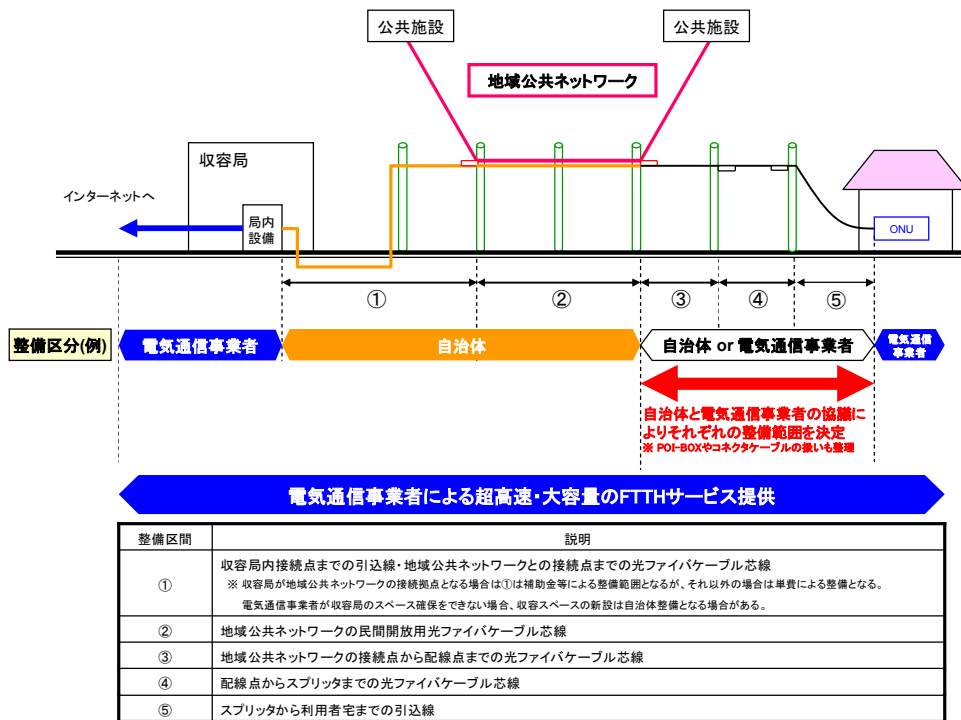 公共施設
公共施設
地域公共ネットワーク
収容局
インターネットへ
局内
設備
ONU
①
②
③
④
⑤
整備区分(例)
電気通信事業者
自治体
自治体 or 電気通信事業者
電気通信
事業者
自治体と電気通信事業者の協議に
よりそれぞれの整備範囲を決定
※ POI-BOXやコネクタケーブルの扱いも整理
電気通信事業者による超高速・大容量のFTTHサービス提供
整備区間
説明
①
収容局内接続点までの引込線・地域公共ネットワークとの接続点までの光ファイバケーブル芯線
※ 収容局が地域公共ネットワークの接続拠点となる場合は①は補助金等による整備範囲となるが、それ以外の場合は単費による整備となる。
電気通信事業者が収容局のスペース確保をできない場合、収容スペースの新設は自治体整備となる場合がある。
②
地域公共ネットワークの民間開放用光ファイバケーブル芯線
③
地域公共ネットワークの接続点から配線点までの光ファイバケーブル芯線
④
配線点からスプリッタまでの光ファイバケーブル芯線
⑤
スプリッタから利用者宅までの引込線